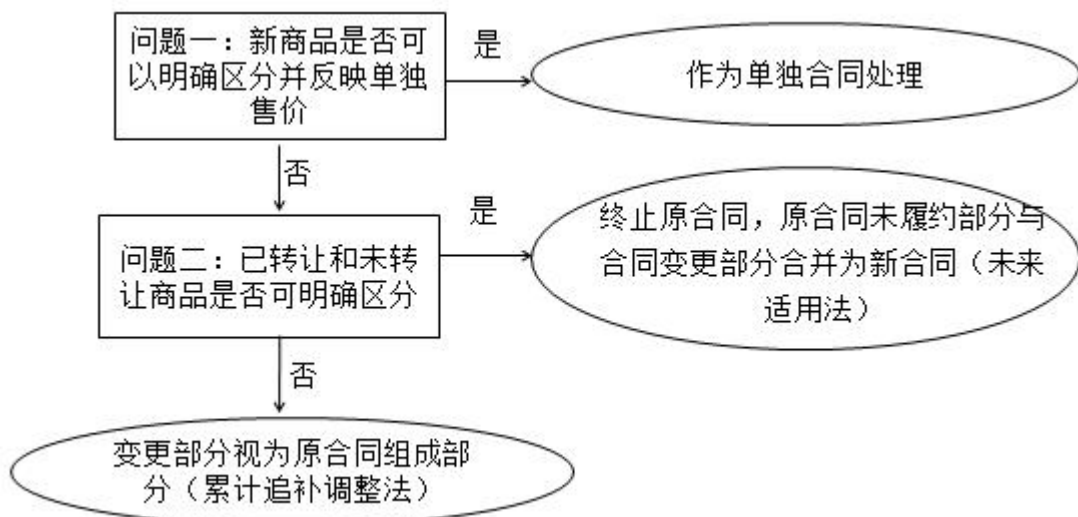 问题一：新商品是否可
以明确区分并反映单独
售价
是
作为单独合同处理
否
问题二：已转让和未转
让商品是否可明确区分
是
终止原合同，原合同未履约部分与
合同变更部分合并为新合同（未来
适用法）
否
变更部分视为原合同组成部
分（累计追补调整法）